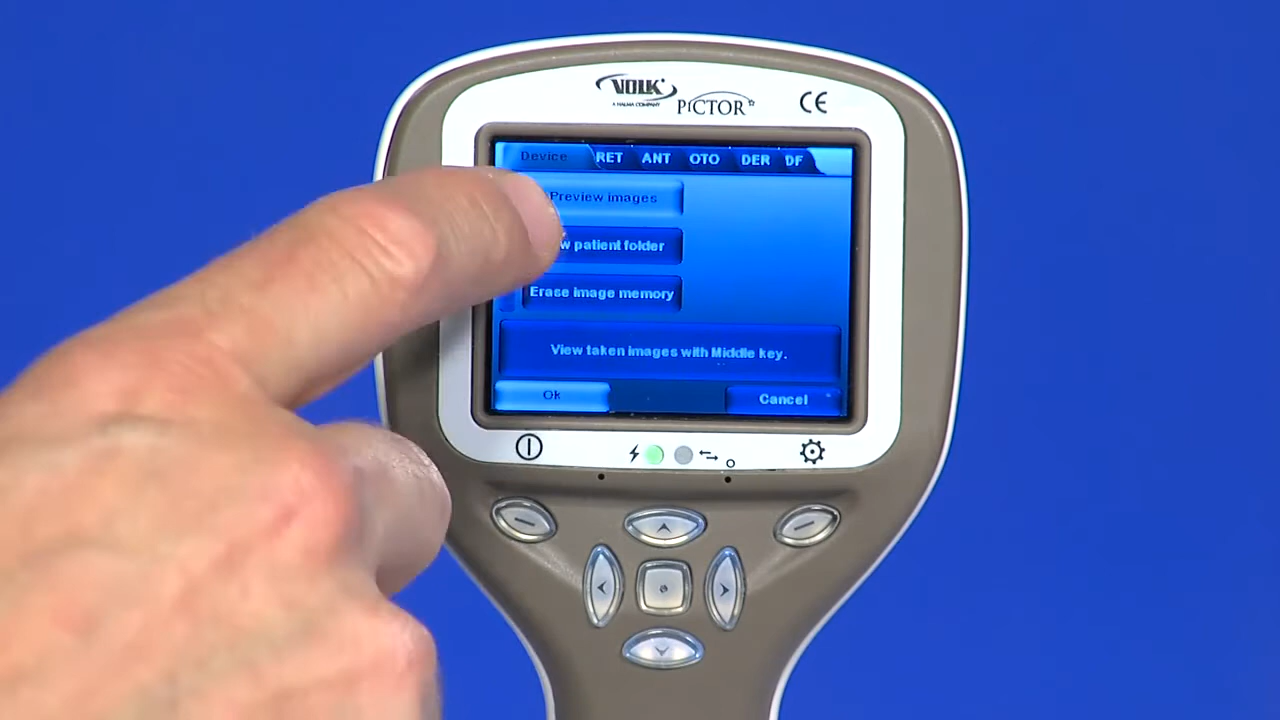 VOLK
A HALMA COMPANY
PiCTOR
CE
Device RET ANT OTO DER DF
Preview images
patient folder
Erase image memory
View taken images with Middle key.
Ok Cancel